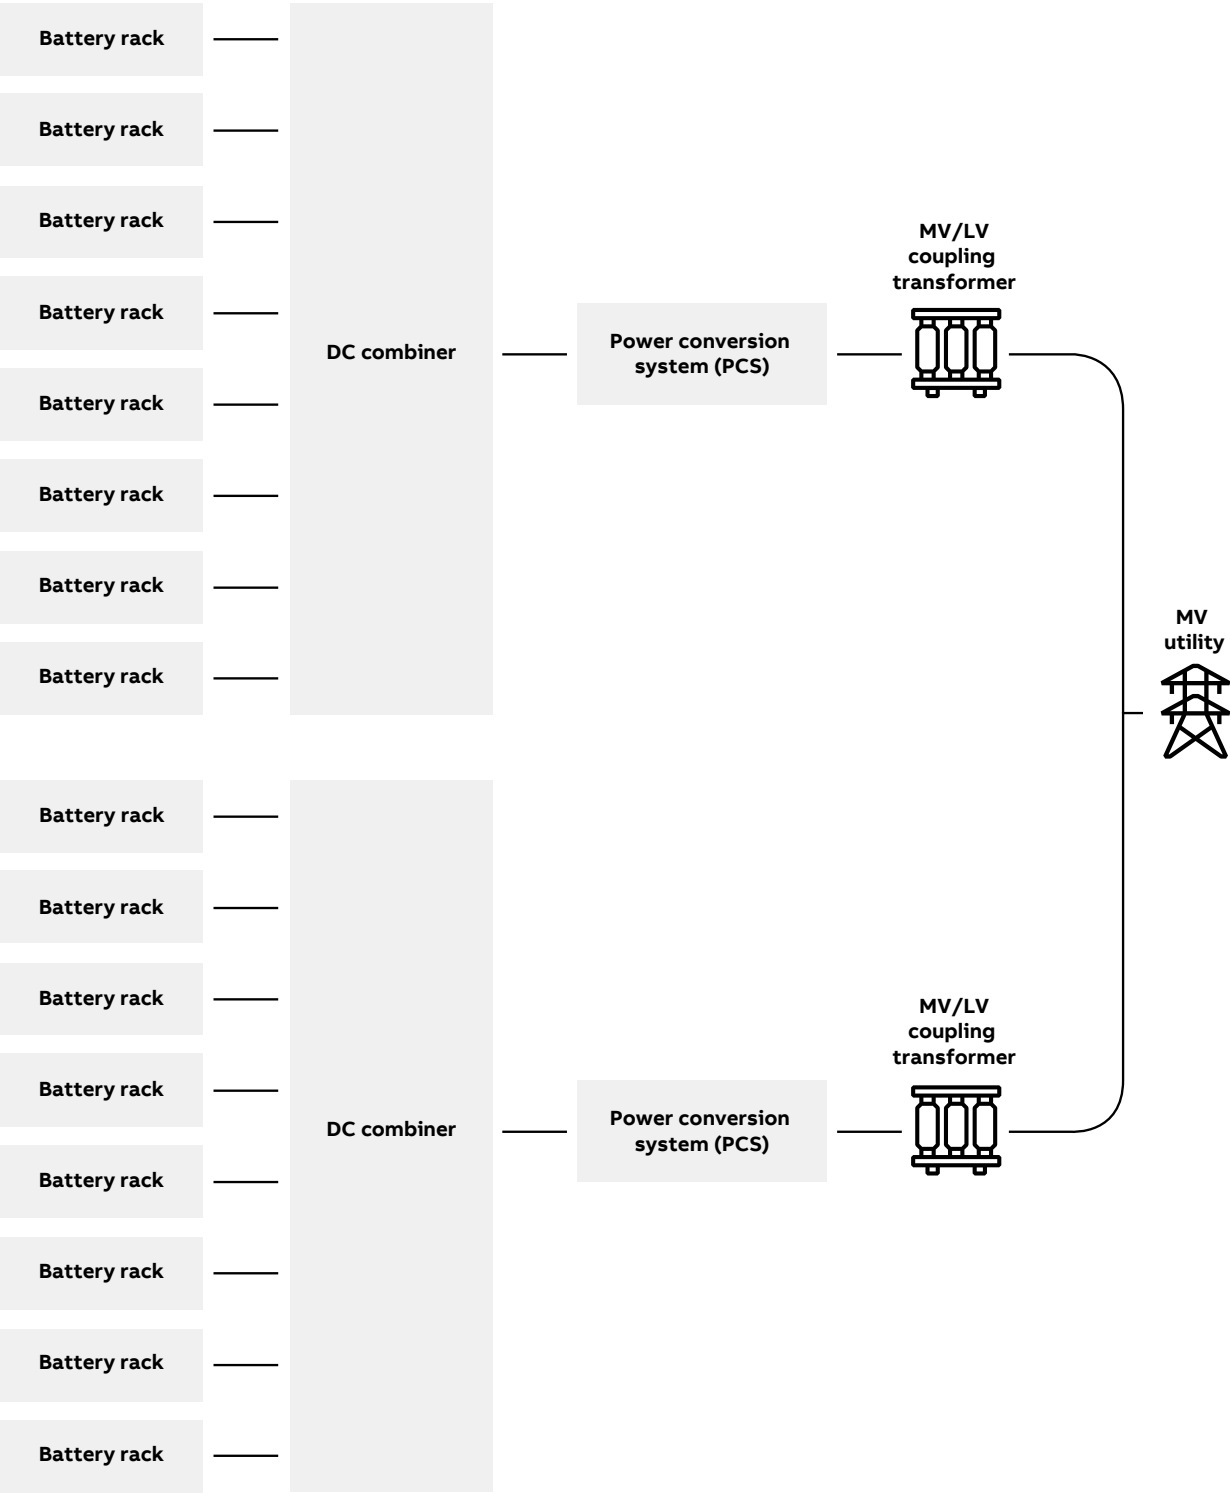 Battery rack
Battery rack
Battery rack
Battery rack
Battery rack
Battery rack
Battery rack
Battery rack
DC combiner
Power conversion
system (PCS)
MV/LV
coupling
transformer
MV
utility
Battery rack
Battery rack
Battery rack
Battery rack
Battery rack
Battery rack
Battery rack
Battery rack
DC combiner
Power conversion
system (PCS)
MV/LV
coupling
transformer